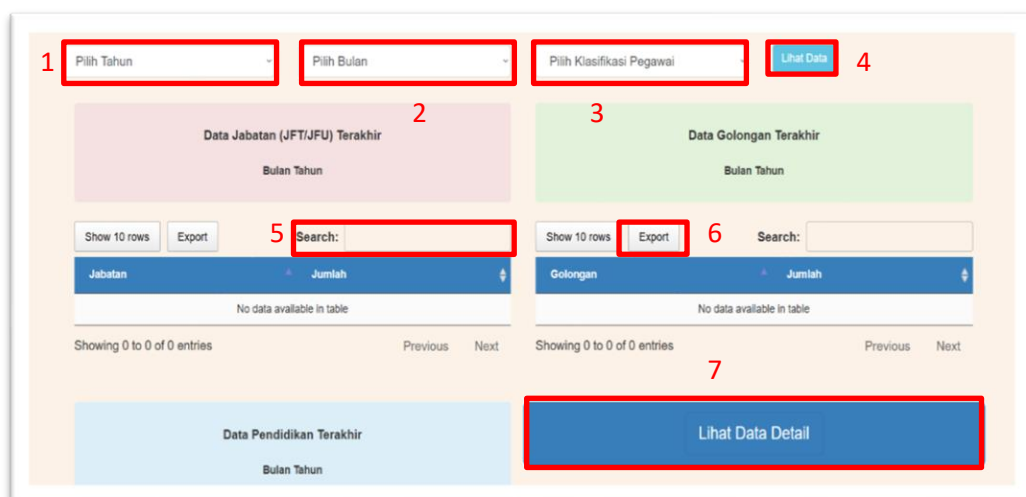 1 Pilih Tahun Pilih Bulan Pilih Klasifikasi Pegawai Lihat Data 4
2 3
Data Jabatan (JFT/JFU) Terakhir
Bulan Tahun
Data Golongan Terakhir
Bulan Tahun
Show 10 rows Export 5 Search:
Jabatan Jumlah
No data available in table
Showing 0 to 0 of 0 entries Previous Next
Show 10 rows Export 6 Search:
Golongan Jumlah
No data available in table
Showing 0 to 0 of 0 entries Previous Next
7
Data Pendidikan Terakhir
Bulan Tahun
Lihat Data Detail